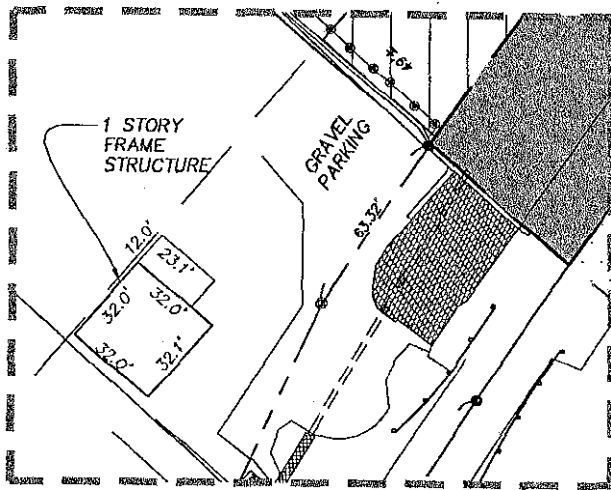 1 STORY
FRAME
STRUCTURE
GRAVEL
PARKING
63.32'
12.0'
23.1'
32.0'
32.0'
32.0'
32.1'